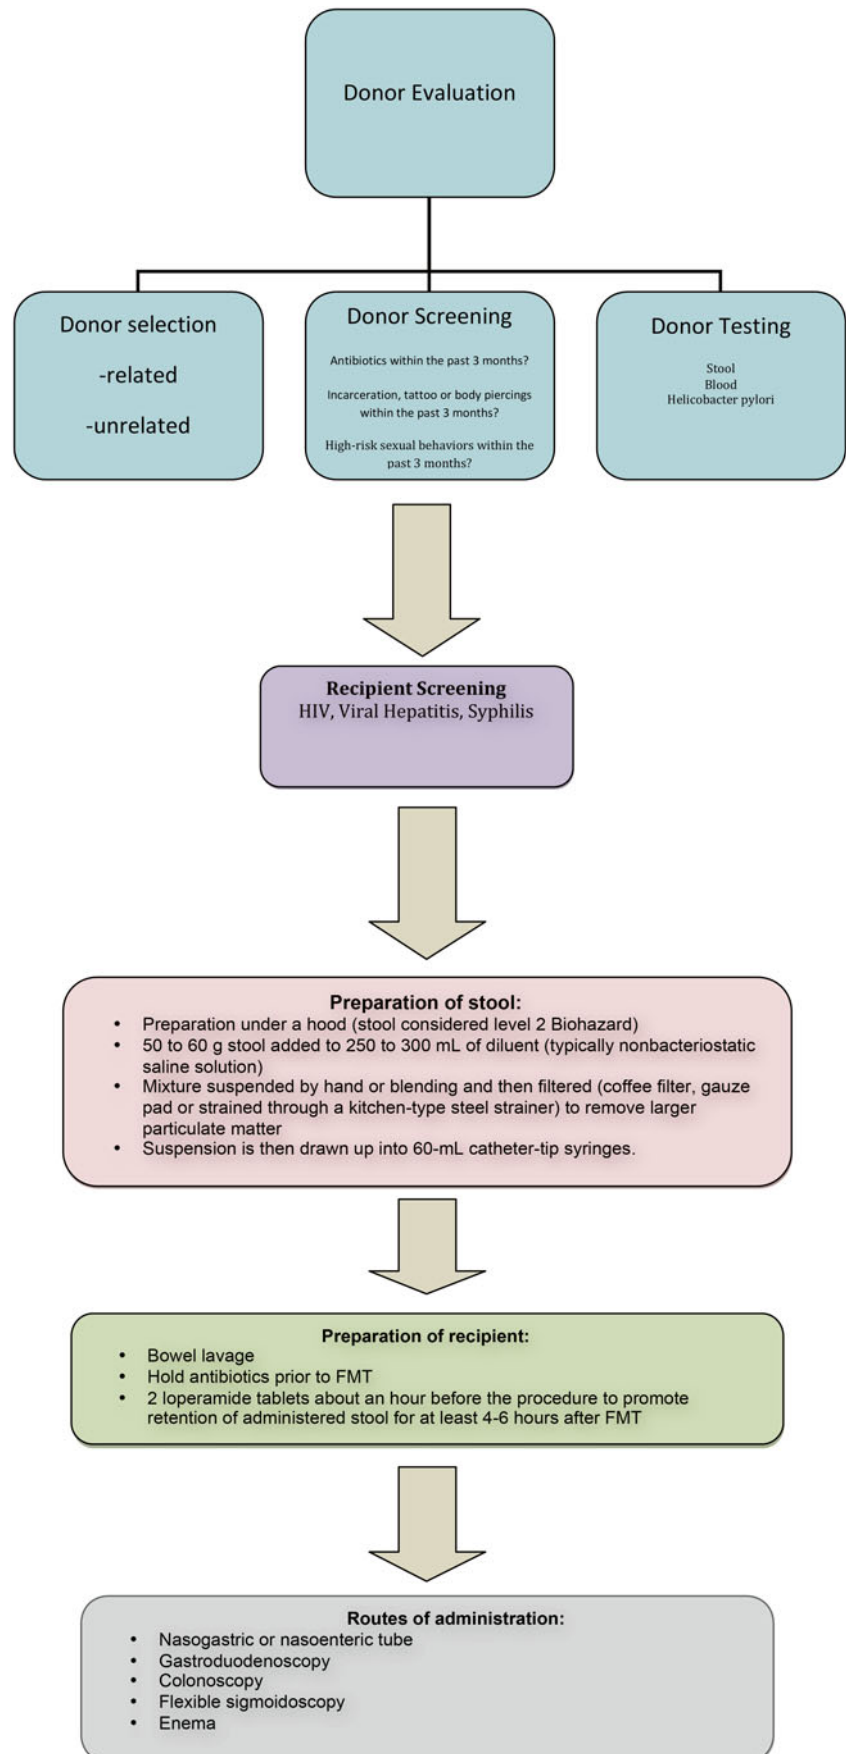 Donor Evaluation
Donor selection
-related
-unrelated
Donor Screening
Antibiotics within the past 3 months?
Incarceration, tattoo or body piercings
within the past 3 months?
High-risk sexual behaviors within the
past 3 months?
Donor Testing
Stool
Blood
Helicobacter pylori
Recipient Screening
HIV, Viral Hepatitis, Syphilis
Preparation of stool:
• Preparation under a hood (stool considered level 2 Biohazard)
• 50 to 60 g stool added to 250 to 300 mL of diluent (typically nonbacteriostatic
saline solution)
• Mixture suspended by hand or blending and then filtered (coffee filter, gauze
pad or strained through a kitchen-type steel strainer) to remove larger
particulate matter
• Suspension is then drawn up into 60-mL catheter-tip syringes.
Preparation of recipient:
• Bowel lavage
• Hold antibiotics prior to FMT
• 2 loperamide tablets about an hour before the procedure to promote
retention of administered stool for at least 4-6 hours after FMT
Routes of administration:
• Nasogastric or nasoenteric tube
• Gastroduodenoscopy
• Colonoscopy
• Flexible sigmoidoscopy
• Enema